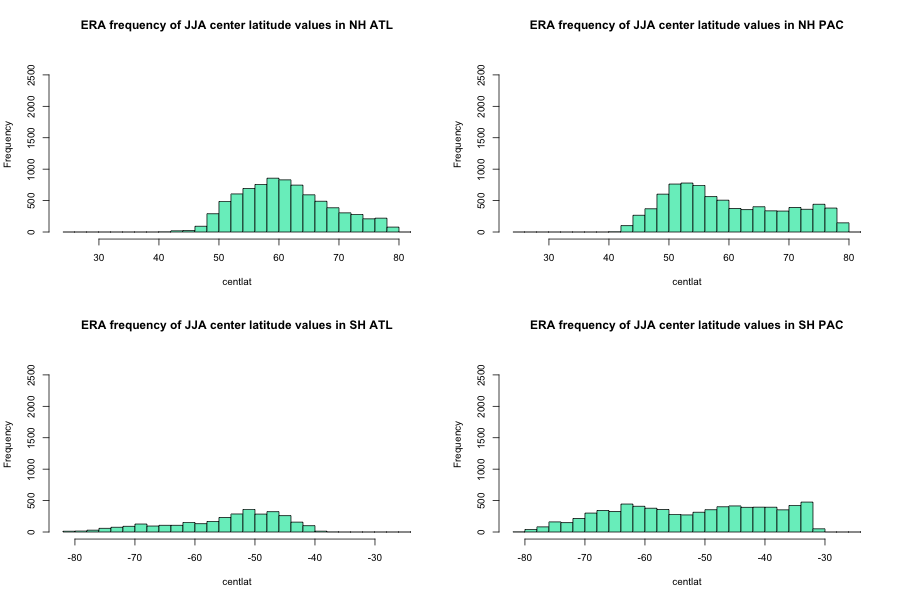 ERA frequency of JJA center latitude values in NH ATL
Frequency
0 500 1000 1500 2000 2500
30 40 50 60 70 80
centlat
ERA frequency of JJA center latitude values in NH PAC
Frequency
0 500 1000 1500 2000 2500
30 40 50 60 70 80
centlat
ERA frequency of JJA center latitude values in SH ATL
Frequency
0 500 1000 1500 2000 2500
-80 -70 -60 -50 -40 -30
centlat
ERA frequency of JJA center latitude values in SH PAC
Frequency
0 500 1000 1500 2000 2500
-80 -70 -60 -50 -40 -30
centlat